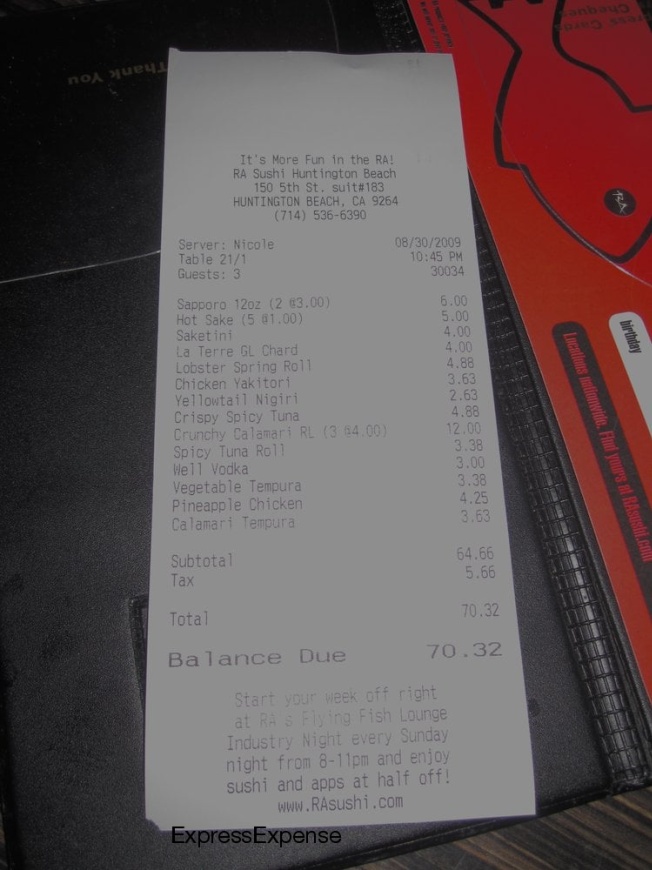 Thank You
ress Cards
Cheques
It's More Fun in the RA!
RA Sushi Huntington Beach
150 5th St. suit#183
HUNTINGTON BEACH, CA 9264
(714) 536-6390
Server: Nicole 08/30/2009
Table 21/1 10:45 PM
Guests: 3 30034
Sapporo 12oz (2 @3.00) 6.00
Hot Sake (5 @1.00) 5.00
Saketini 4.00
La Terre GL Chard 4.00
Lobster Spring Roll 4.88
Chicken Yakitori 3.63
Yellowtail Nigiri 2.63
Crispy Spicy Tuna 4.88
Crunchy Calamari RL (3 @4.00) 12.00
Spicy Tuna Roll 3.38
Well Vodka 3.00
Vegetable Tempura 3.38
Pineapple Chicken 4.25
Calamari Tempura 3.63
Subtotal 64.66
Tax 5.66
Total 70.32
Balance Due 70.32
Start your week off right
at RA s Flying Fish Lounge
Industry Night every Sunday
night from 8-11pm and enjoy
sushi and apps at half off!
www.RAsushi.com
RA
birthday
Locations nationwide. Find yours at RAsushi.com
ExpressExpense